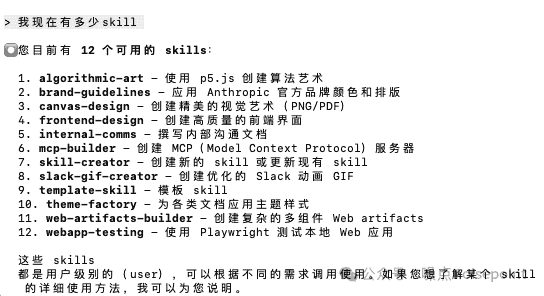 > 我现在有多少skill
您目前有 12 个可用的 skills:
1. algorithmic-art – 使用 p5.js 创建算法艺术
2. brand-guidelines – 应用 Anthropic 官方品牌颜色和排版
3. canvas-design – 创建精美的视觉艺术 (PNG/PDF)
4. frontend-design – 创建高质量的前端界面
5. internal-comms – 撰写内部沟通文档
6. mcp-builder – 创建 MCP (Model Context Protocol) 服务器
7. skill-creator – 创建新的 skill 或更新现有 skill
8. slack-gif-creator – 创建优化的 Slack 动画 GIF
9. template-skill – 模板 skill
10. theme-factory – 为各类文档应用主题样式
11. web-artifacts-builder – 创建复杂的多组件 Web artifacts
12. webapp-testing – 使用 Playwright 测试本地 Web 应用
这些 skills
都是用户级别的 (user) ，可以根据不同的需求调用使用。如果您想了解某个 skill
的详细使用方法，我可以为您说明。
公众号